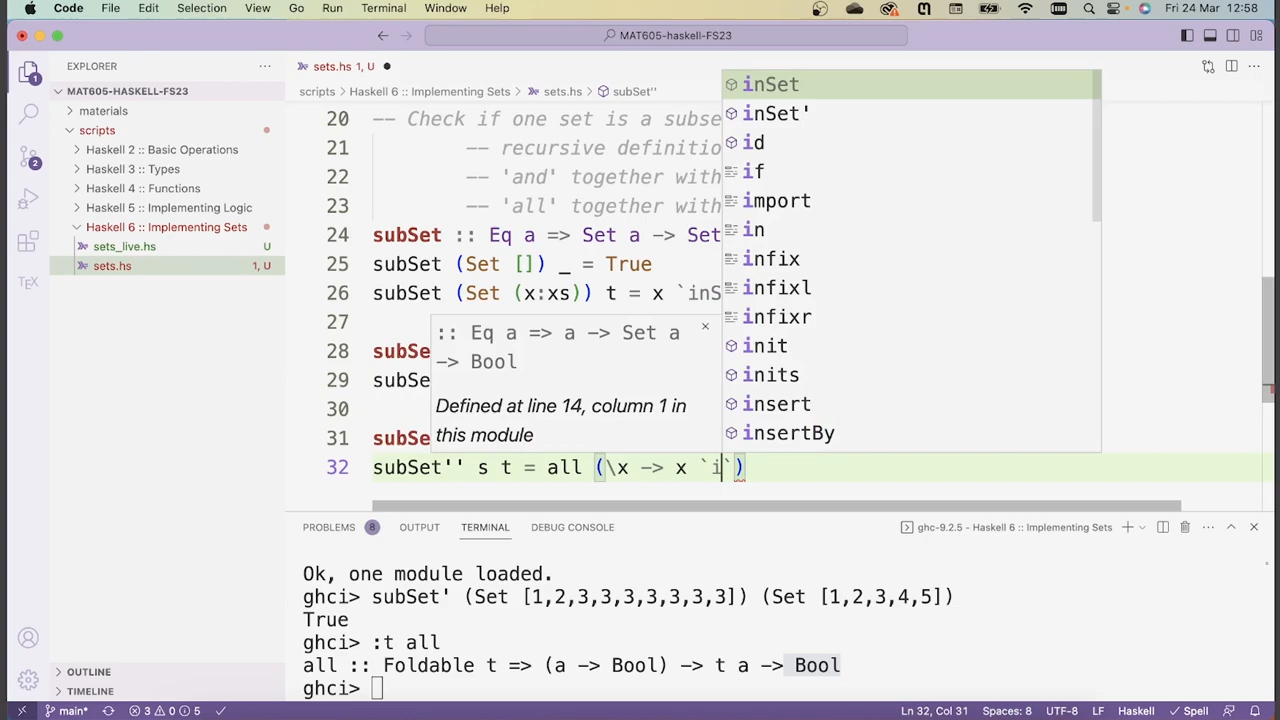 Code File Edit Selection View Go Run Terminal Window Help Fri 24 Mar 12:58
MAT605-haskell-FS23
EXPLORER
sets.hs 1, U
MAT605-HASKELL-FS23
scripts Haskell 6 :: Implementing Sets sets.hs subSet''
materials
scripts
Haskell 2 :: Basic Operations
Haskell 3 :: Types
Haskell 4 :: Functions
Haskell 5 :: Implementing Logic
Haskell 6 :: Implementing Sets
sets_live.hs U
sets.hs 1, U
20 -- Check if one set is a subse
21 -- recursive definitio
22 -- 'and' together with
23 -- 'all' together with
24 subSet :: Eq a => Set a -> Set
25 subSet (Set []) _ = True
26 subSet (Set (x:xs)) t = x `inS
27
28 subSe
29 subSe
30
31 subSe
32 subSet'' s t = all (\x -> x `i`)
:: Eq a => a -> Set a
-> Bool
Defined at line 14, column 1 in
this module
inSet
inSet'
id
if
import
in
infix
infixl
infixr
init
inits
insert
insertBy
PROBLEMS 8 OUTPUT TERMINAL DEBUG CONSOLE ghc-9.2.5 - Haskell 6 :: Implementing Sets
Ok, one module loaded.
ghci> subSet' (Set [1,2,3,3,3,3,3,3,3]) (Set [1,2,3,4,5])
True
ghci> :t all
all :: Foldable t => (a -> Bool) -> t a -> Bool
ghci>
OUTLINE
TIMELINE
main* 3 0 5 Ln 32, Col 31 Spaces: 8 UTF-8 LF Haskell Spell